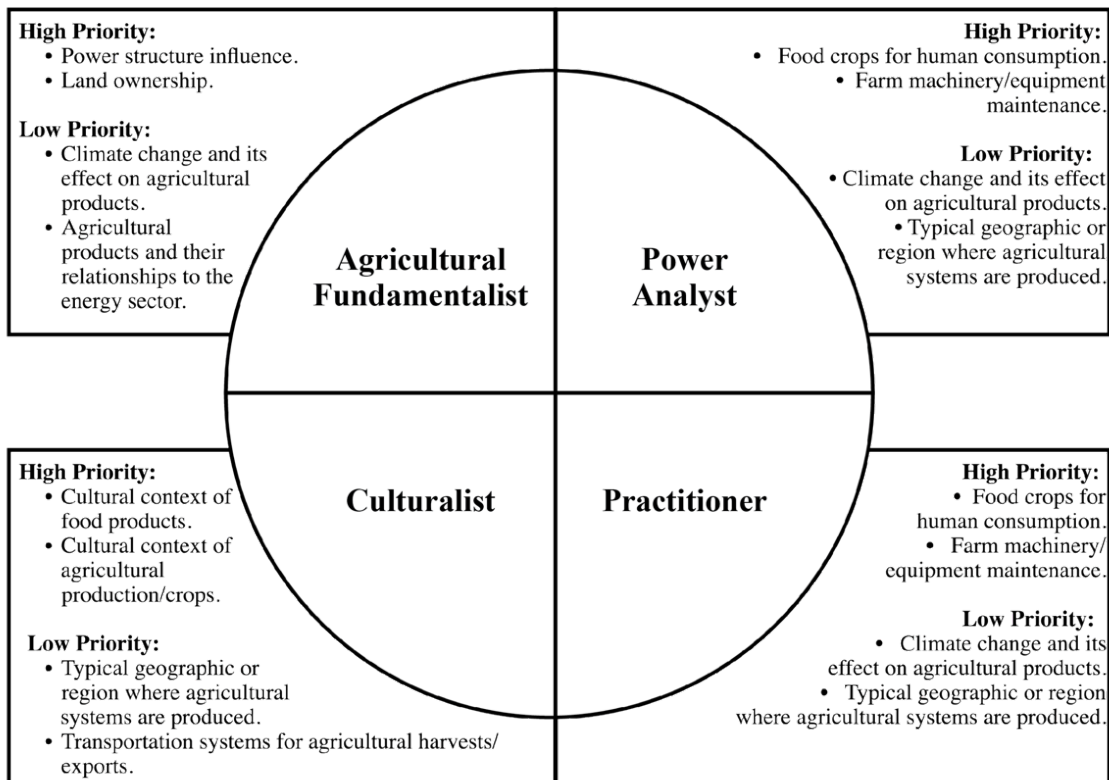 High Priority:
• Power structure influence.
• Land ownership.
Low Priority:
• Climate change and its
effect on agricultural
products.
• Agricultural
products and their
relationships to the
energy sector.
Agricultural
Fundamentalist
High Priority:
• Food crops for human consumption.
• Farm machinery/equipment
maintenance.
Low Priority:
• Climate change and its effect
on agricultural products.
• Typical geographic or
region where agricultural
systems are produced.
Power
Analyst
High Priority:
• Cultural context of
food products.
• Cultural context of
agricultural
production/crops.
Low Priority:
• Typical geographic or
region where agricultural
systems are produced.
• Transportation systems for agricultural harvests/
exports.
Culturalist
Practitioner
High Priority:
• Food crops for
human consumption.
• Farm machinery/
equipment maintenance.
Low Priority:
• Climate change and its
effect on agricultural products.
• Typical geographic or region
where agricultural systems are produced.